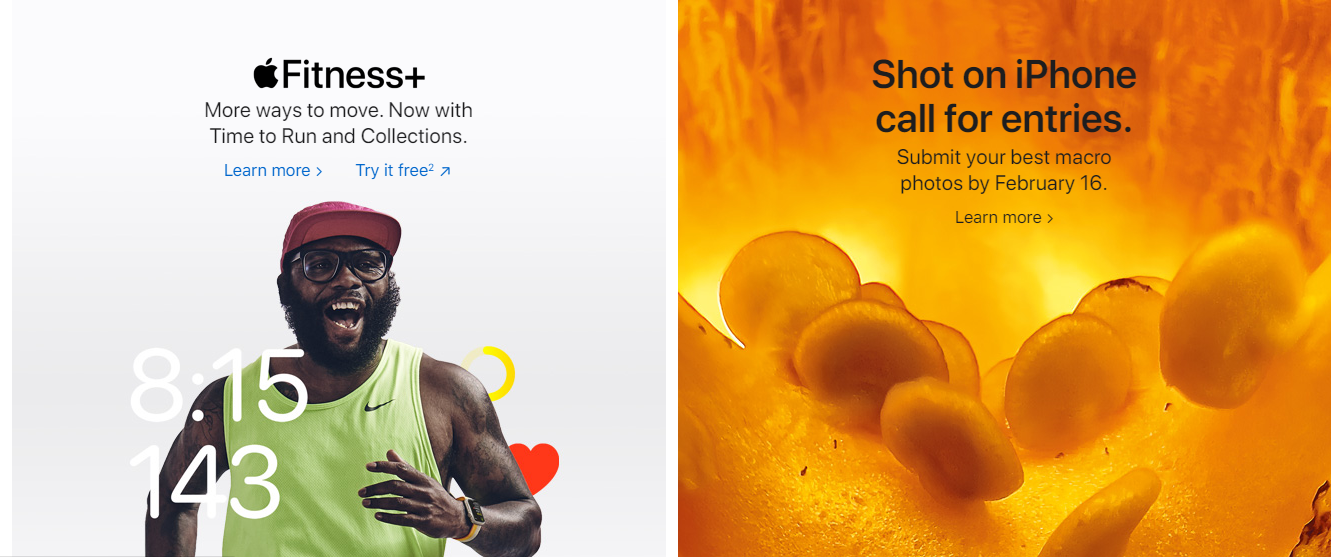 Fitness+
More ways to move. Now with
Time to Run and Collections.
Learn more >
Try it free² ↗
8:15
143
Shot on iPhone
call for entries.
Submit your best macro
photos by February 16.
Learn more >